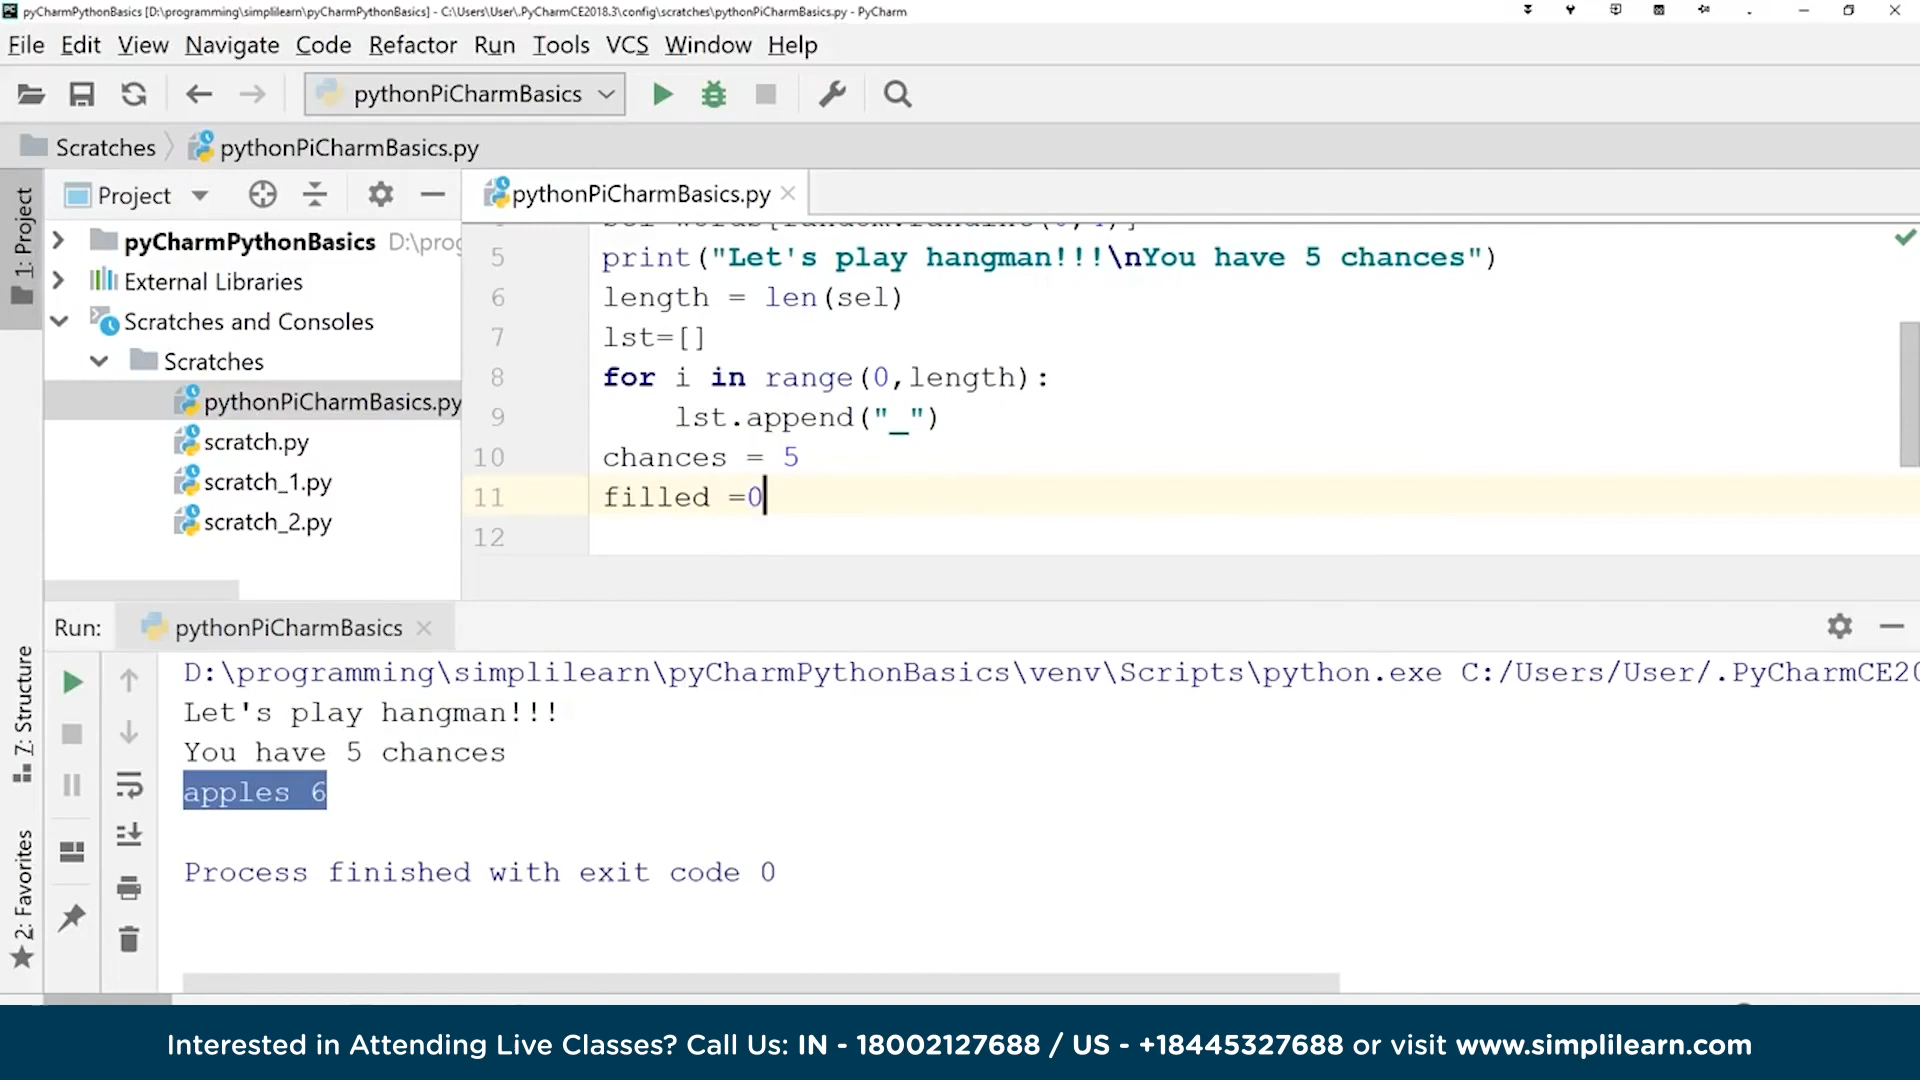 pyCharmPythonBasics [D:\programming\simplilearn\pyCharmPythonBasics] - C:\Users\User\.PyCharmCE2018.3\config\scratches\pythonPiCharmBasics.py - PyCharm
File Edit View Navigate Code Refactor Run Tools VCS Window Help
pythonPiCharmBasics
Scratches pythonPiCharmBasics.py
1: Project
Project
pythonPiCharmBasics.py
pyCharmPythonBasics D:\prog
External Libraries
Scratches and Consoles
Scratches
pythonPiCharmBasics.py
scratch.py
scratch_1.py
scratch_2.py
5 print("Let's play hangman!!!\nYou have 5 chances")
6 length = len(sel)
7 lst=[]
8 for i in range(0,length):
9 lst.append("_")
10 chances = 5
11 filled =0
12
Run: pythonPiCharmBasics
7: Structure
2: Favorites
D:\programming\simplilearn\pyCharmPythonBasics\venv\Scripts\python.exe C:/Users/User/.PyCharmCE20
Let's play hangman!!!
You have 5 chances
apples 6
Process finished with exit code 0
Interested in Attending Live Classes? Call Us: IN - 18002127688 / US - +18445327688 or visit www.simplilearn.com